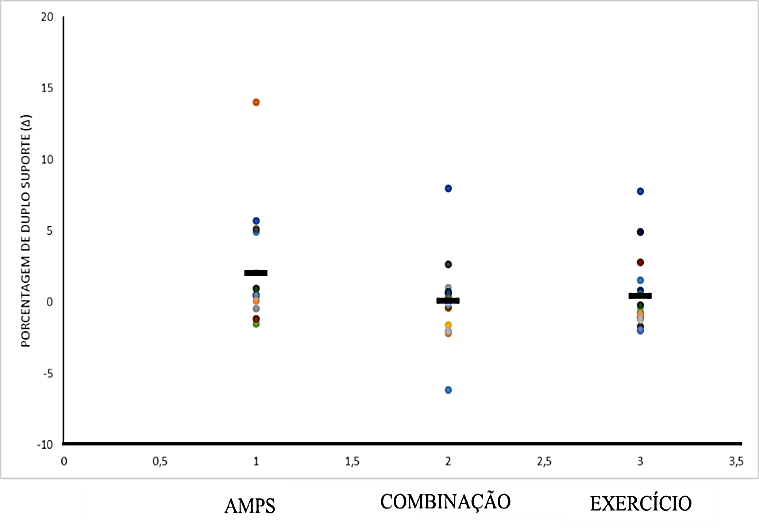 20
15
10
5
0
-5
-10
PORCENTAGEM DE DUPLO SUPORTE (Δ)
0 0,5 1 1,5 2 2,5 3 3,5
AMPS COMBINAÇÃO EXERCÍCIO